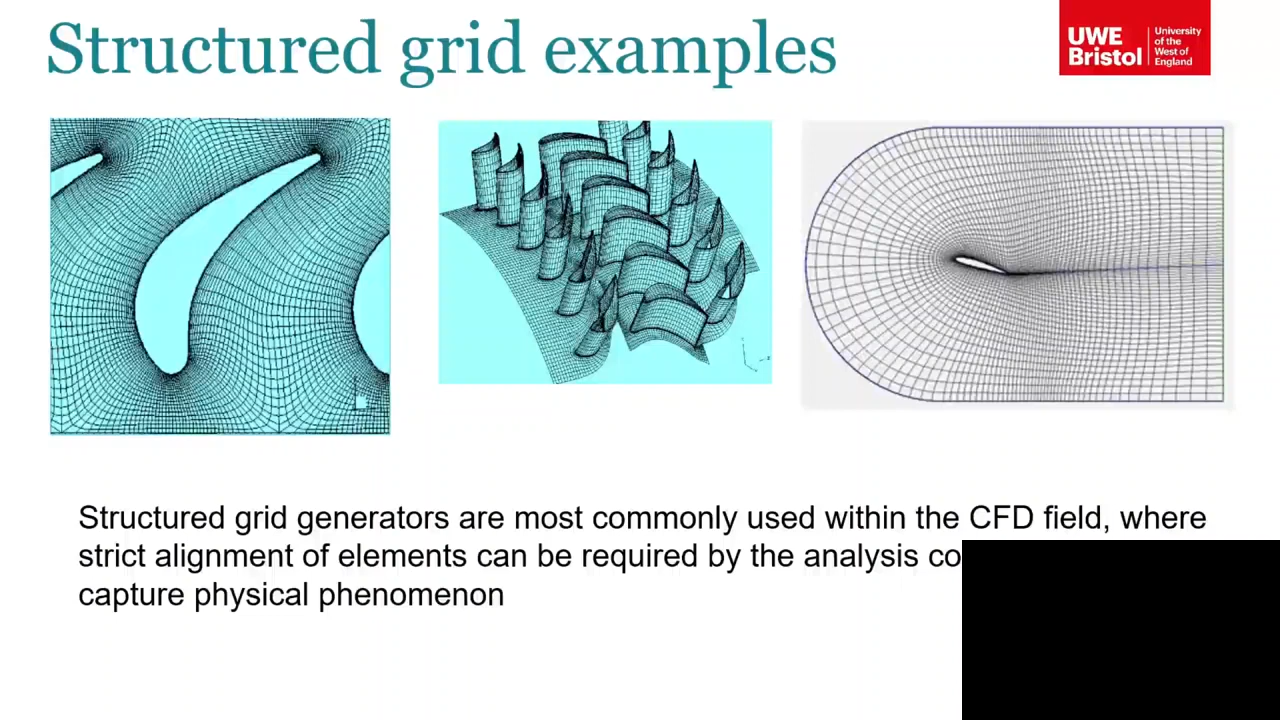 Structured grid examples
UWE
Bristol
University
of the
West of
England
Structured grid generators are most commonly used within the CFD field, where
strict alignment of elements can be required by the analysis
capture physical phenomenon